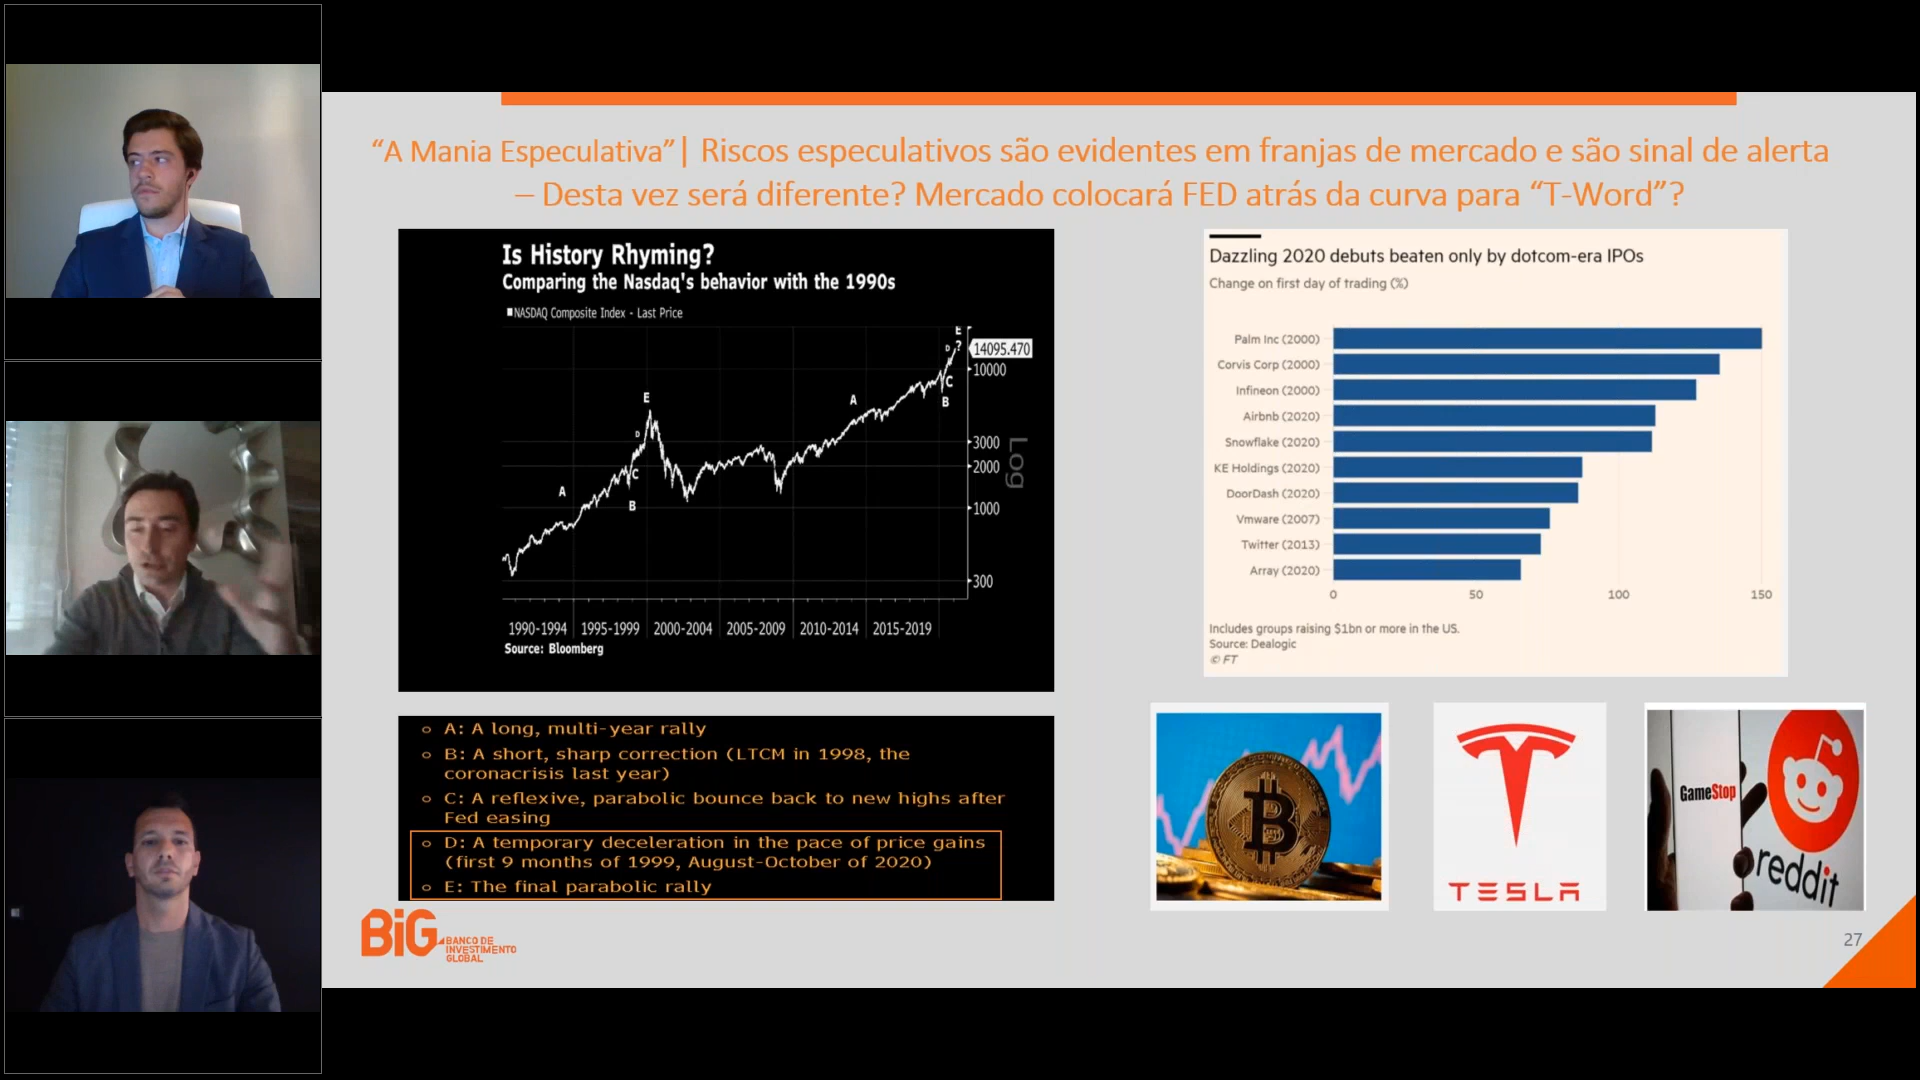 “A Mania Especulativa”| Riscos especulativos são evidentes em franjas de mercado e são sinal de alerta
– Desta vez será diferente? Mercado colocará FED atrás da curva para “T-Word”?
Is History Rhyming?
Comparing the Nasdaq's behavior with the 1990s
NASDAQ Composite Index - Last Price
E
?
D
14095.470
10000
C
B
A
E
D
C
B
A
3000
2000
1000
300
Log
1990-1994 1995-1999 2000-2004 2005-2009 2010-2014 2015-2019
Source: Bloomberg
A: A long, multi-year rally
B: A short, sharp correction (LTCM in 1998, the
coronacrisis last year)
C: A reflexive, parabolic bounce back to new highs after
Fed easing
D: A temporary deceleration in the pace of price gains
(first 9 months of 1999, August-October of 2020)
E: The final parabolic rally
Dazzling 2020 debuts beaten only by dotcom-era IPOs
Change on first day of trading (%)
Palm Inc (2000)
Corvis Corp (2000)
Infineon (2000)
Airbnb (2020)
Snowflake (2020)
KE Holdings (2020)
DoorDash (2020)
Vmware (2007)
Twitter (2013)
Array (2020)
0 50 100 150
Includes groups raising $1bn or more in the US.
Source: Dealogic
© FT
TESLA
GameStop
reddit
BiG
BANCO DE
INVESTIMENTO
GLOBAL
27